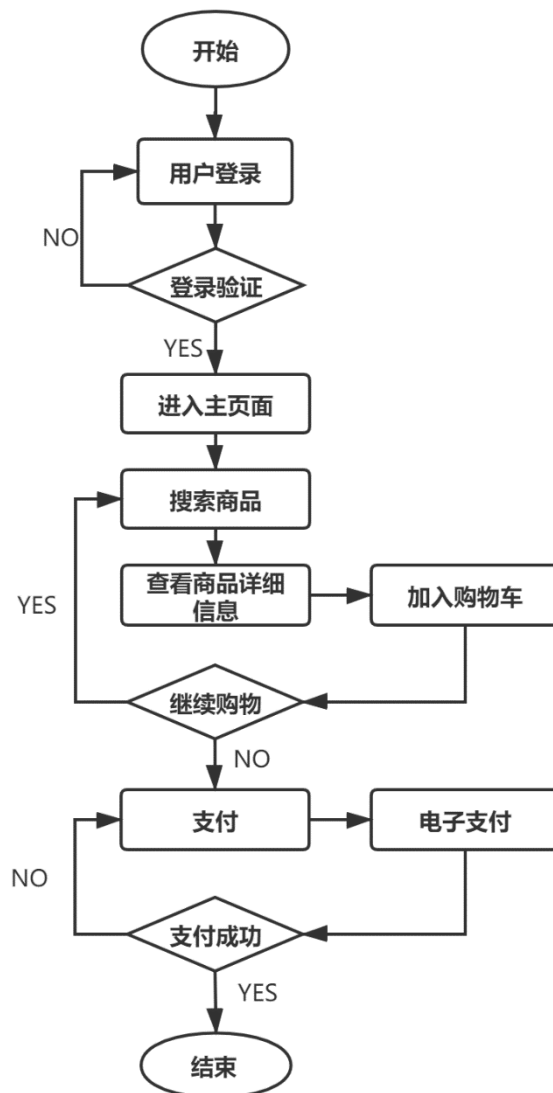 开始
用户登录
NO
登录验证
YES
进入主页面
搜索商品
查看商品详细
信息
加入购物车
YES
继续购物
NO
支付
电子支付
NO
支付成功
YES
结束